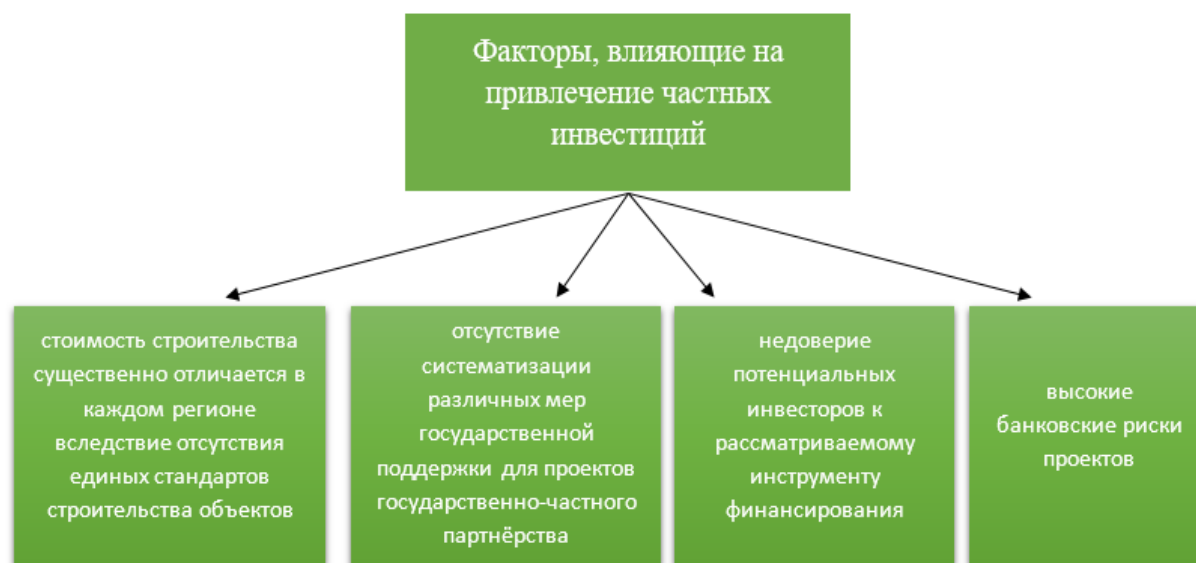 Факторы, влияющие на
привлечение частных
инвестиций
стоимость строительства
существенно отличается в
каждом регионе
вследствие отсутствия
единых стандартов
строительства объектов
отсутствие
систематизации
различных мер
государственной
поддержки для проектов
государственно-частного
партнёрства
недоверие
потенциальных
инвесторов к
рассматриваемому
инструменту
финансирования
высокие
банковские риски
проектов